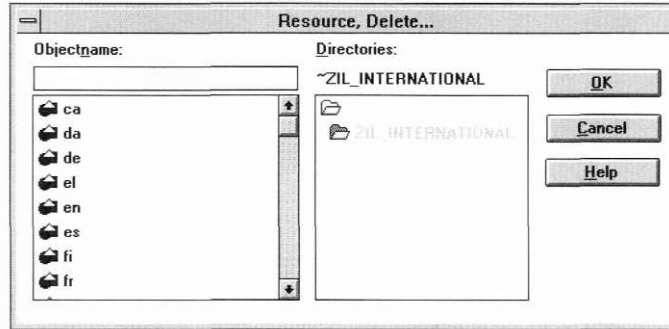 Resource, Delete...
Objectname:
Directories:
~ZIL_INTERNATIONAL
ca
da
de
el
en
es
fi
fr
ZIL_INTERNATIONAL
OK
Cancel
Help